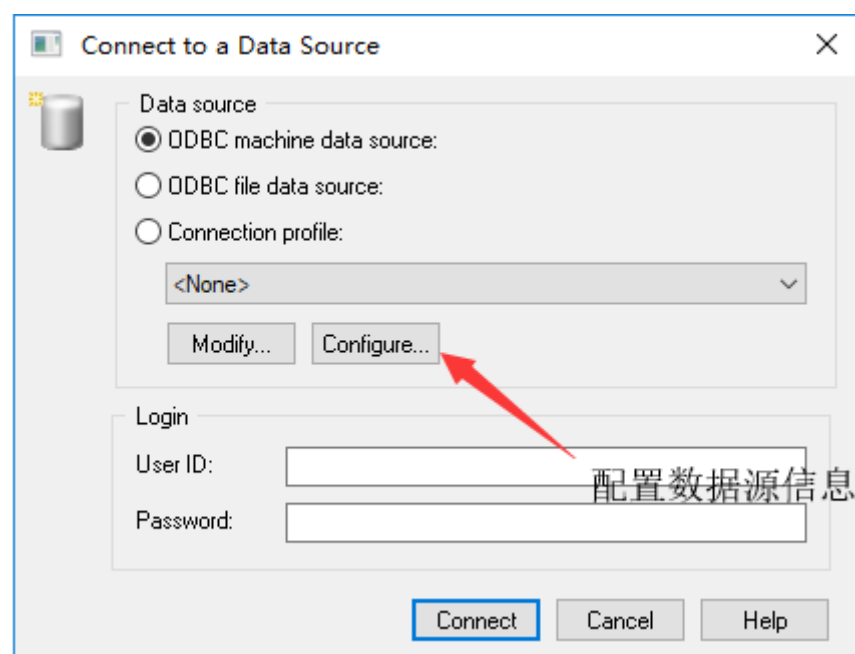 Connect to a Data Source
Data source
ODBC machine data source:
ODBC file data source:
Connection profile:
<None>
Modify... Configure...
Login
User ID:
配置数据源信息
Password:
Connect Cancel Help